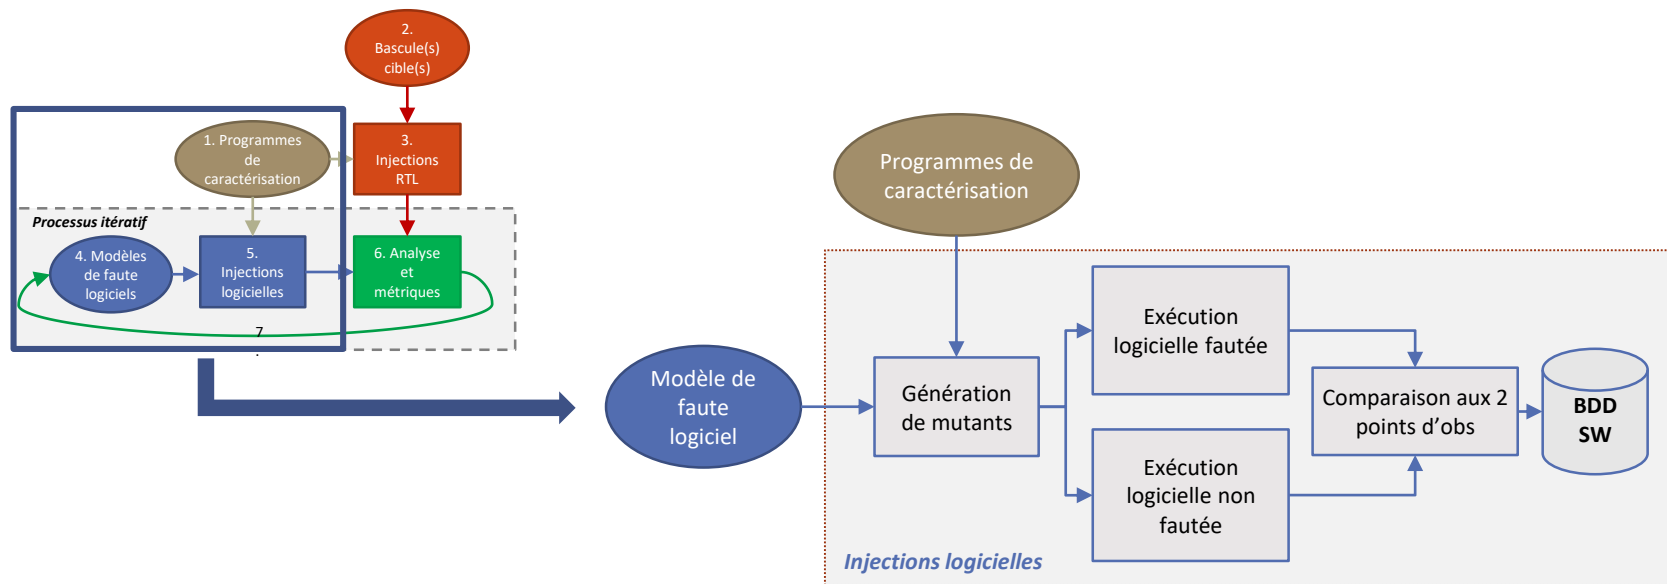 2.
Bascule(s)
cible(s)
1. Programmes
de
caractérisation
3.
Injections
RTL
Processus itératif
4. Modèles
de faute
logiciels
5.
Injections
logicielles
6. Analyse
et
métriques
7
.
Programmes de
caractérisation
Modèle de
faute
logiciel
Génération
de mutants
Exécution
logicielle fautée
Exécution
logicielle non
fautée
Comparaison aux 2
points d'obs
BDD
SW
Injections logicielles